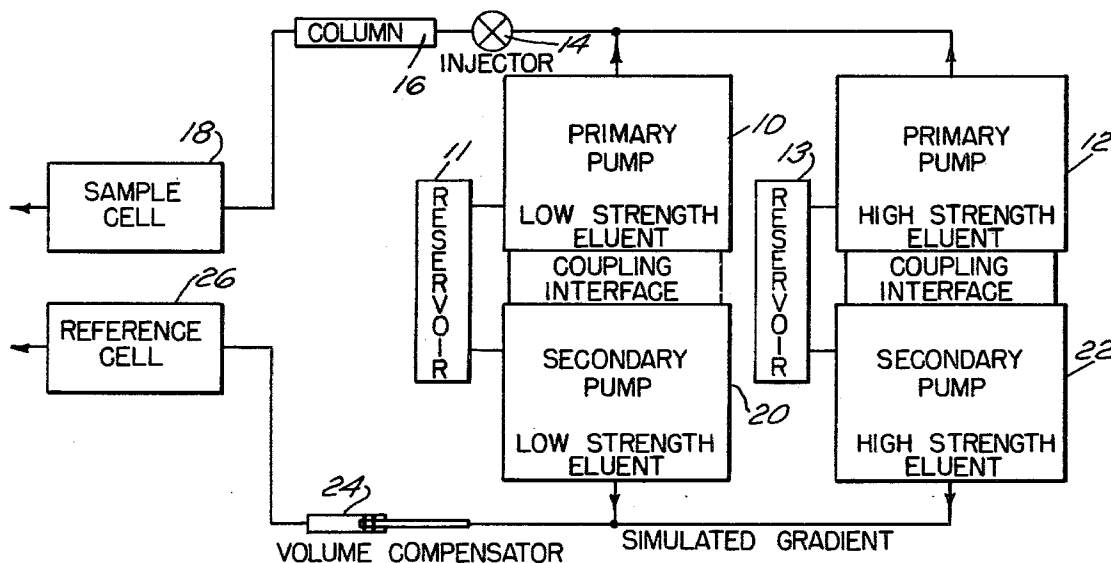 COLUMN
16
14
INJECTOR
18
SAMPLE
CELL
26
REFERENCE
CELL
11
RESERVOIR
PRIMARY
PUMP
10
LOW STRENGTH
ELUENT
COUPLING
INTERFACE
SECONDARY
PUMP
20
LOW STRENGTH
ELUENT
13
RESERVOIR
PRIMARY
PUMP
12
HIGH STRENGTH
ELUENT
COUPLING
INTERFACE
SECONDARY
PUMP
22
HIGH STRENGTH
ELUENT
24
VOLUME COMPENSATOR
SIMULATED GRADIENT